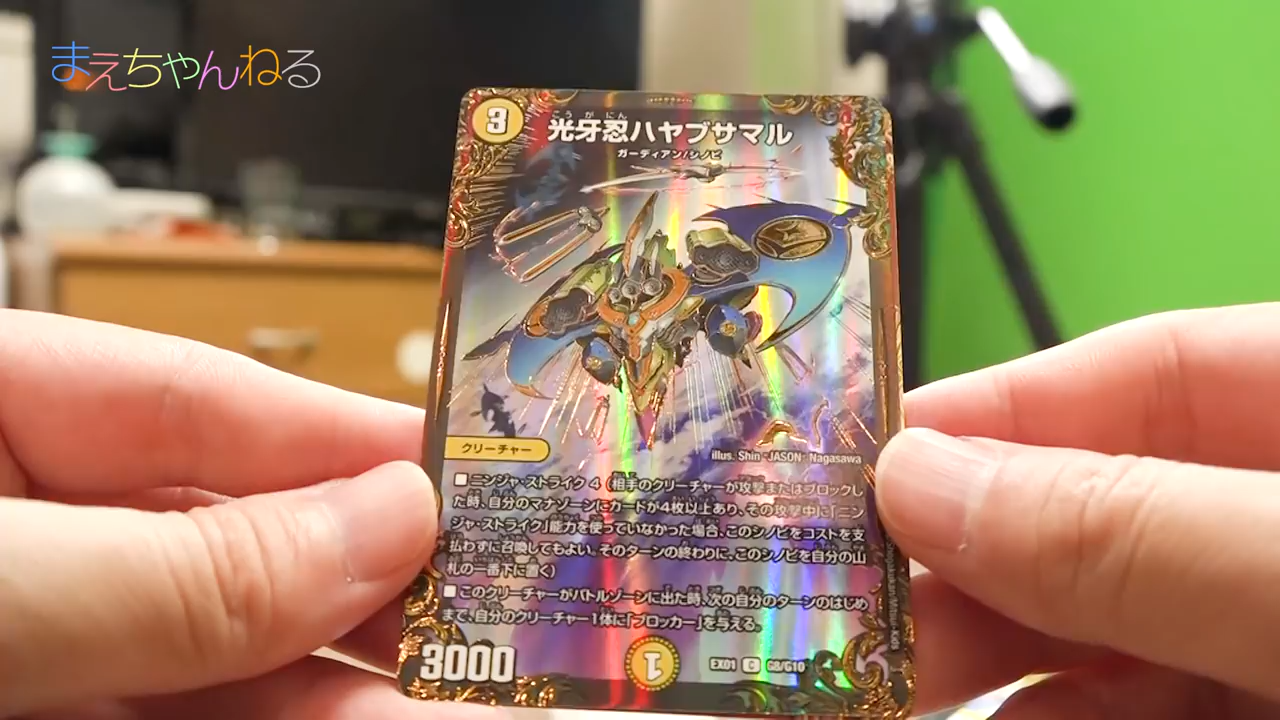 まえちゃんねる
3
こうがにん
光牙忍ハヤブサマル
ガーディアン/シノビ
クリーチャー
illus. Shin "JASON" Nagasawa
■ ニンジャ・ストライク 4 (相手のクリーチャーが攻撃またはブロックし
た時、自分のマナゾーンにカードが4枚以上あり、その攻撃中に「ニン
ジャ・ストライク」能力を使っていなかった場合、このシノビをコストを支
払わずに召喚してもよい。そのターンの終わりに、このシノビを自分の山
札の一番下に置く)
■ このクリーチャーがバトルゾーンに出た時、次の自分のターンのはじめ
まで、自分のクリーチャー1体に「ブロッカー」を与える。
3000
1
EX01 C G8/G10